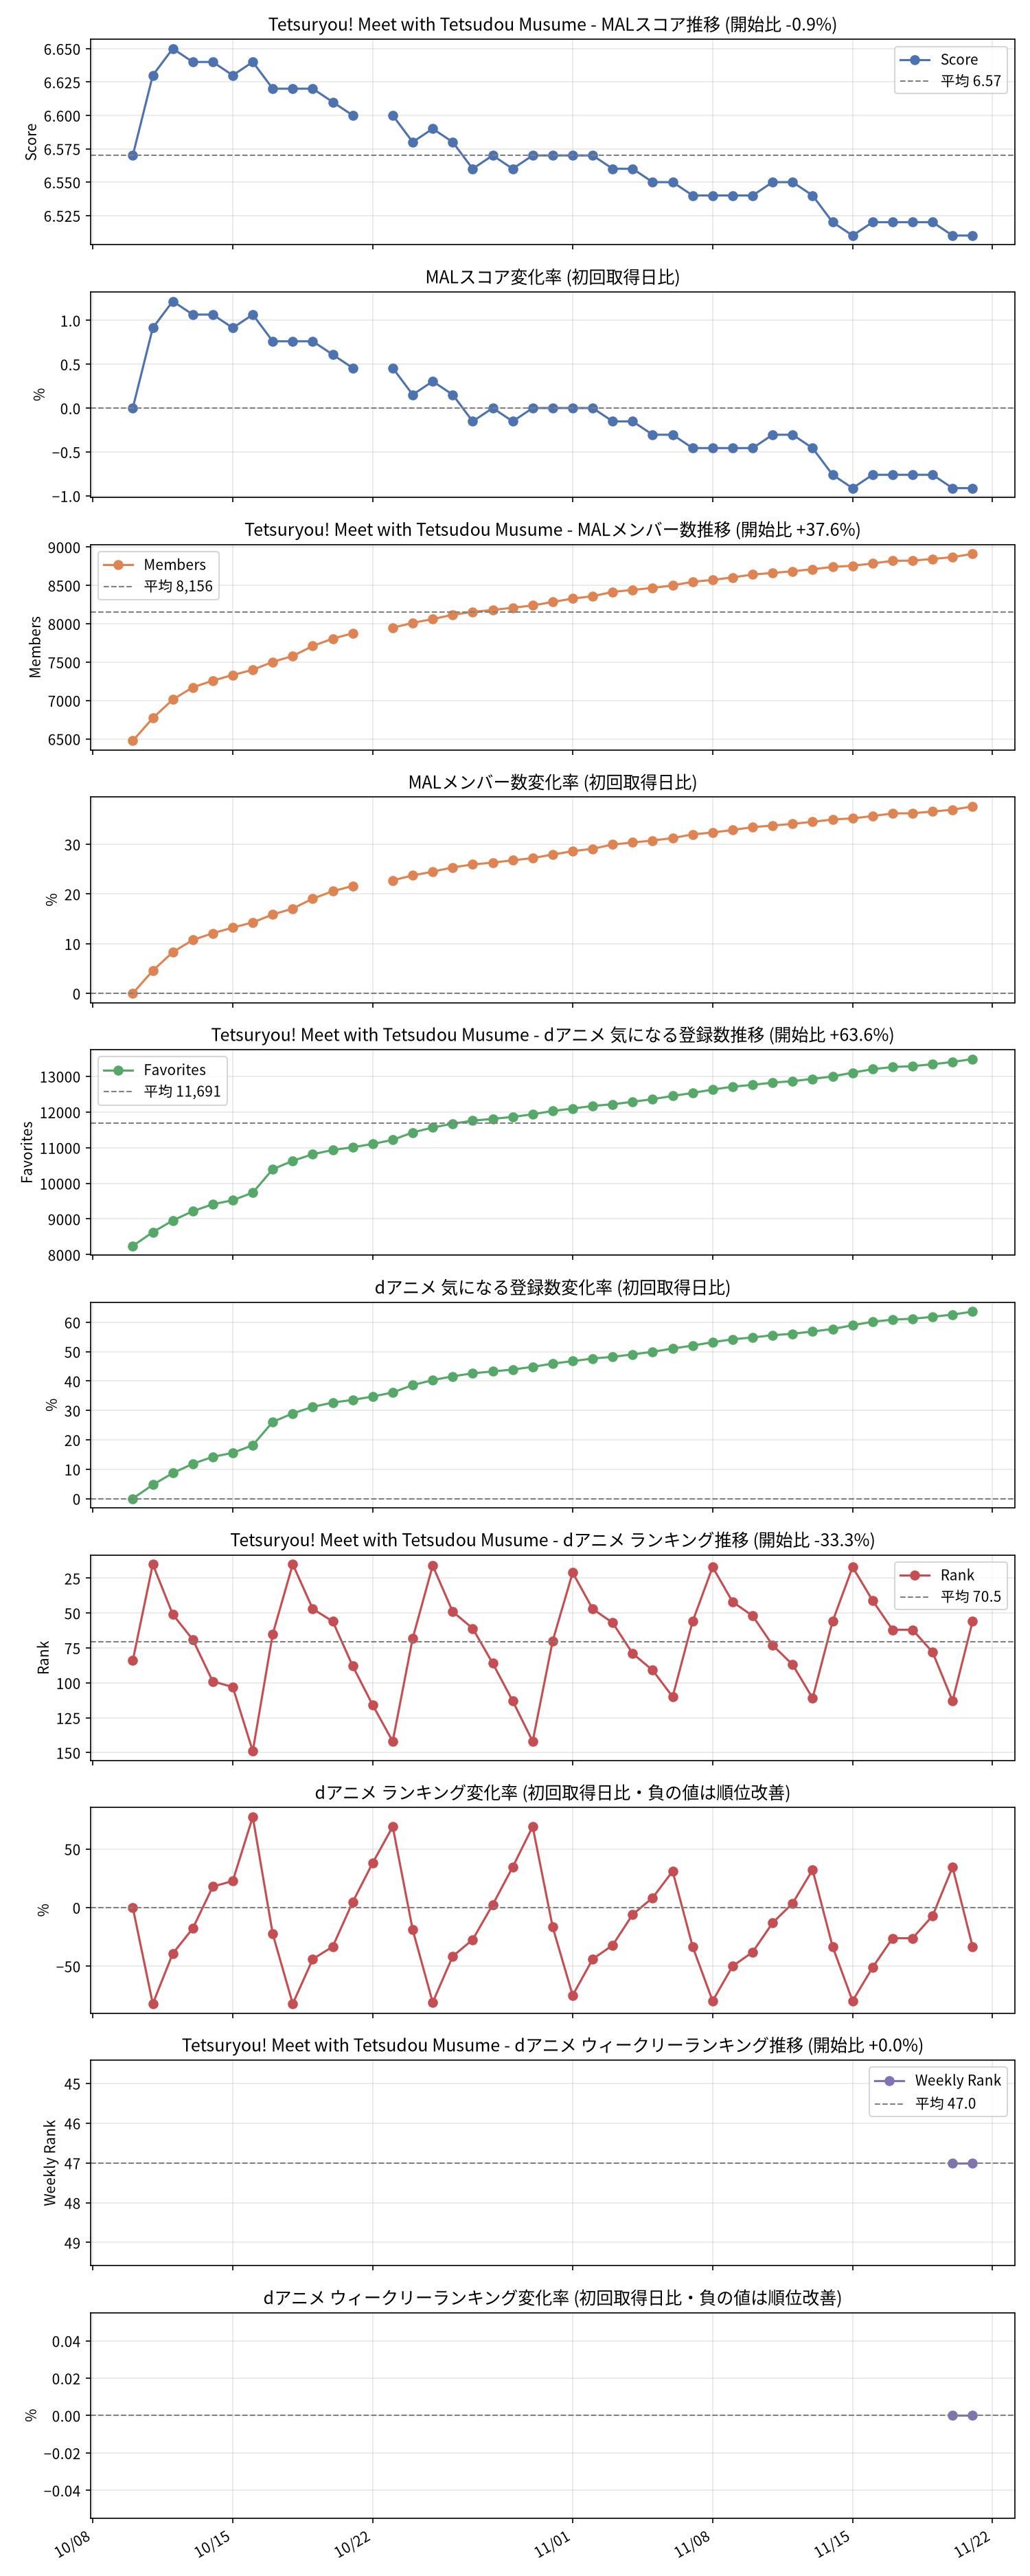 Tetsuryou! Meet with Tetsudou Musume - MALスコア推移 (開始比 -0.9%)
Score
6.650
6.625
6.600
6.575
6.550
6.525
Score
平均 6.57
MALスコア変化率 (初回取得日比)
%
1.0
0.5
0.0
−0.5
−1.0
Tetsuryou! Meet with Tetsudou Musume - MALメンバー数推移 (開始比 +37.6%)
Members
9000
8500
8000
7500
7000
6500
Members
平均 8,156
MALメンバー数変化率 (初回取得日比)
%
30
20
10
0
Tetsuryou! Meet with Tetsudou Musume - dアニメ 気になる登録数推移 (開始比 +63.6%)
Favorites
13000
12000
11000
10000
9000
8000
Favorites
平均 11,691
dアニメ 気になる登録数変化率 (初回取得日比)
%
60
50
40
30
20
10
0
Tetsuryou! Meet with Tetsudou Musume - dアニメ ランキング推移 (開始比 -33.3%)
Rank
25
50
75
100
125
150
Rank
平均 70.5
dアニメ ランキング変化率 (初回取得日比・負の値は順位改善)
%
50
0
−50
Tetsuryou! Meet with Tetsudou Musume - dアニメ ウィークリーランキング推移 (開始比 +0.0%)
Weekly Rank
45
46
47
48
49
Weekly Rank
平均 47.0
dアニメ ウィークリーランキング変化率 (初回取得日比・負の値は順位改善)
%
0.04
0.02
0.00
−0.02
−0.04
10/08
10/15
10/22
11/01
11/08
11/15
11/22